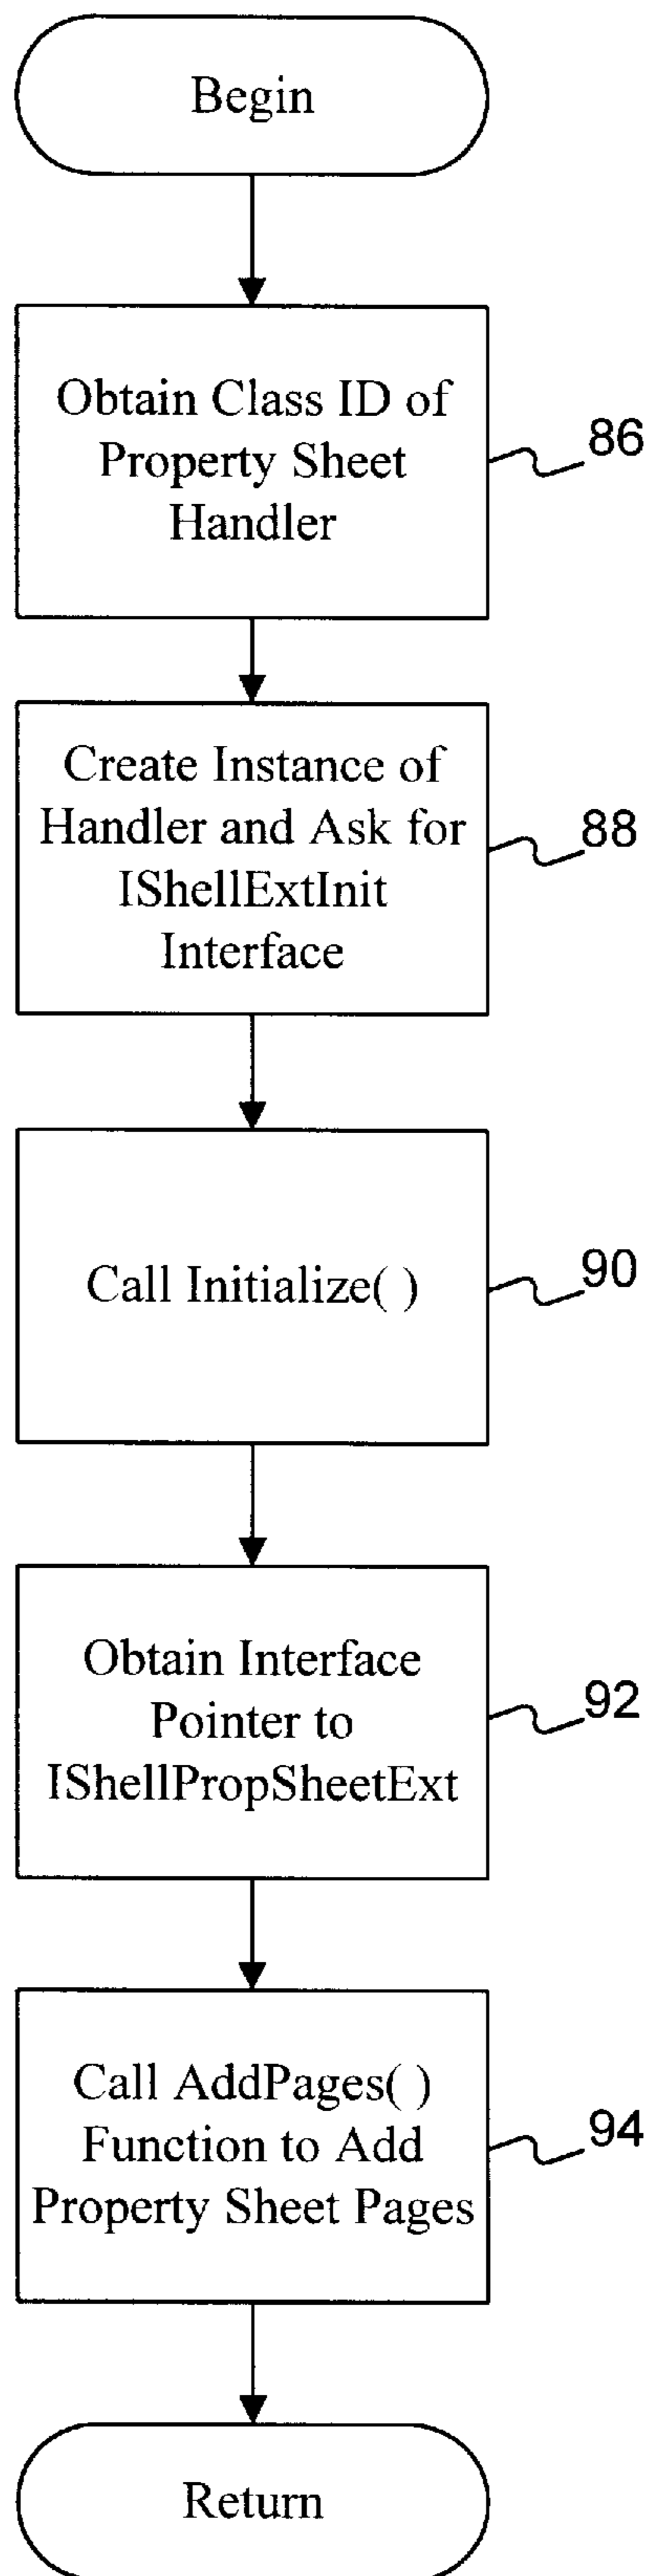 Begin
Obtain Class ID of
Property Sheet
Handler
86
Create Instance of
Handler and Ask for
IShellExtInit
Interface
88
Call Initialize( )
90
Obtain Interface
Pointer to
IShellPropSheetExt
92
Call AddPages( )
Function to Add
Property Sheet Pages
94
Return